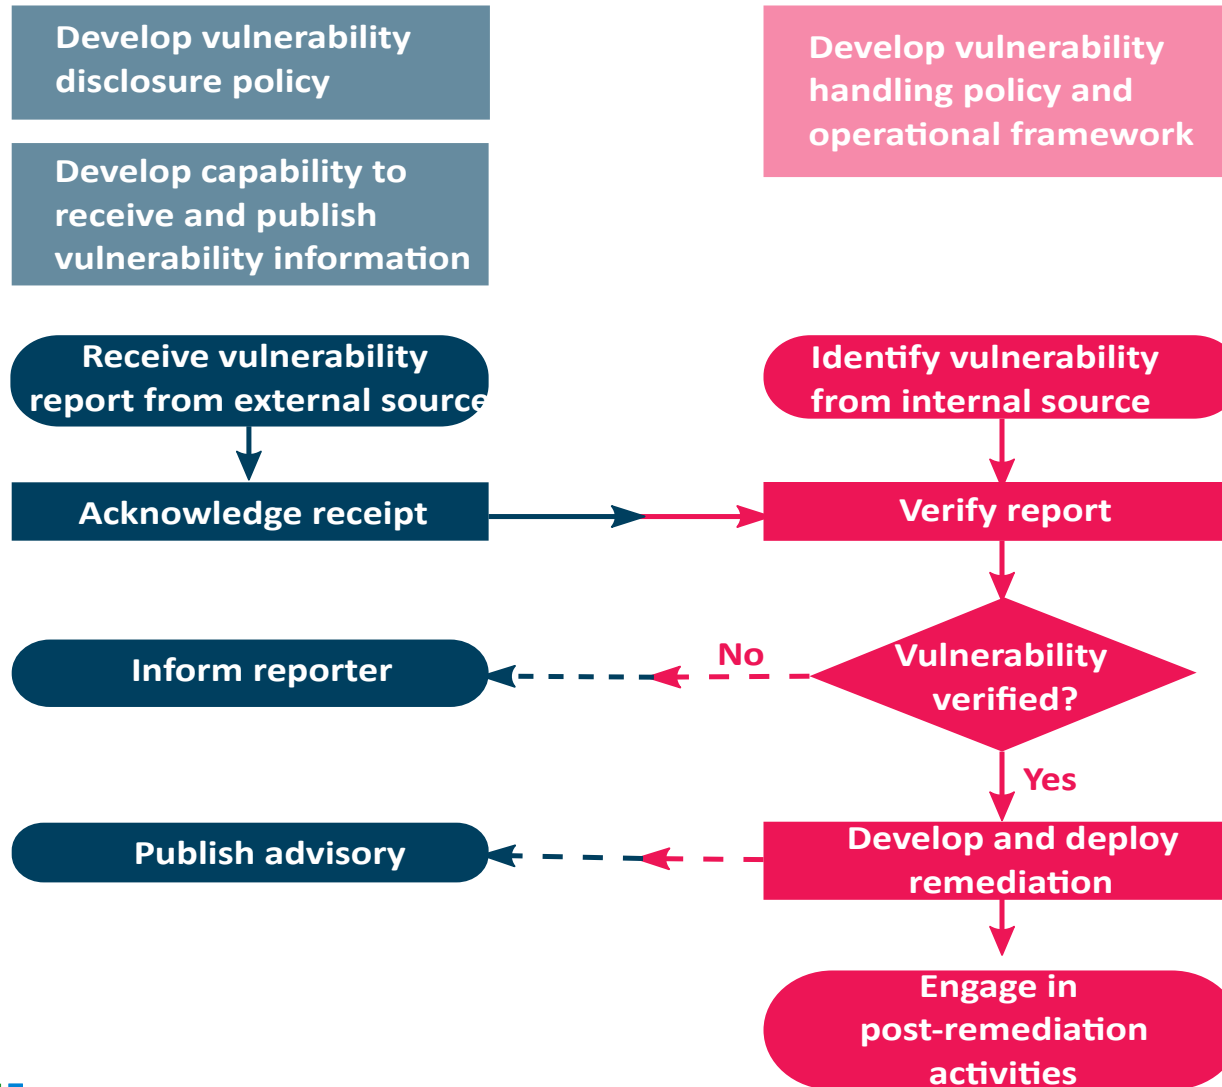 Develop vulnerability
disclosure policy
Develop vulnerability
handling policy and
operational framework
Develop capability to
receive and publish
vulnerability information
Receive vulnerability
report from external source
Identify vulnerability
from internal source
Acknowledge receipt
Verify report
Inform reporter
No
Vulnerability
verified?
Yes
Publish advisory
Develop and deploy
remediation
Engage in
post-remediation
activities